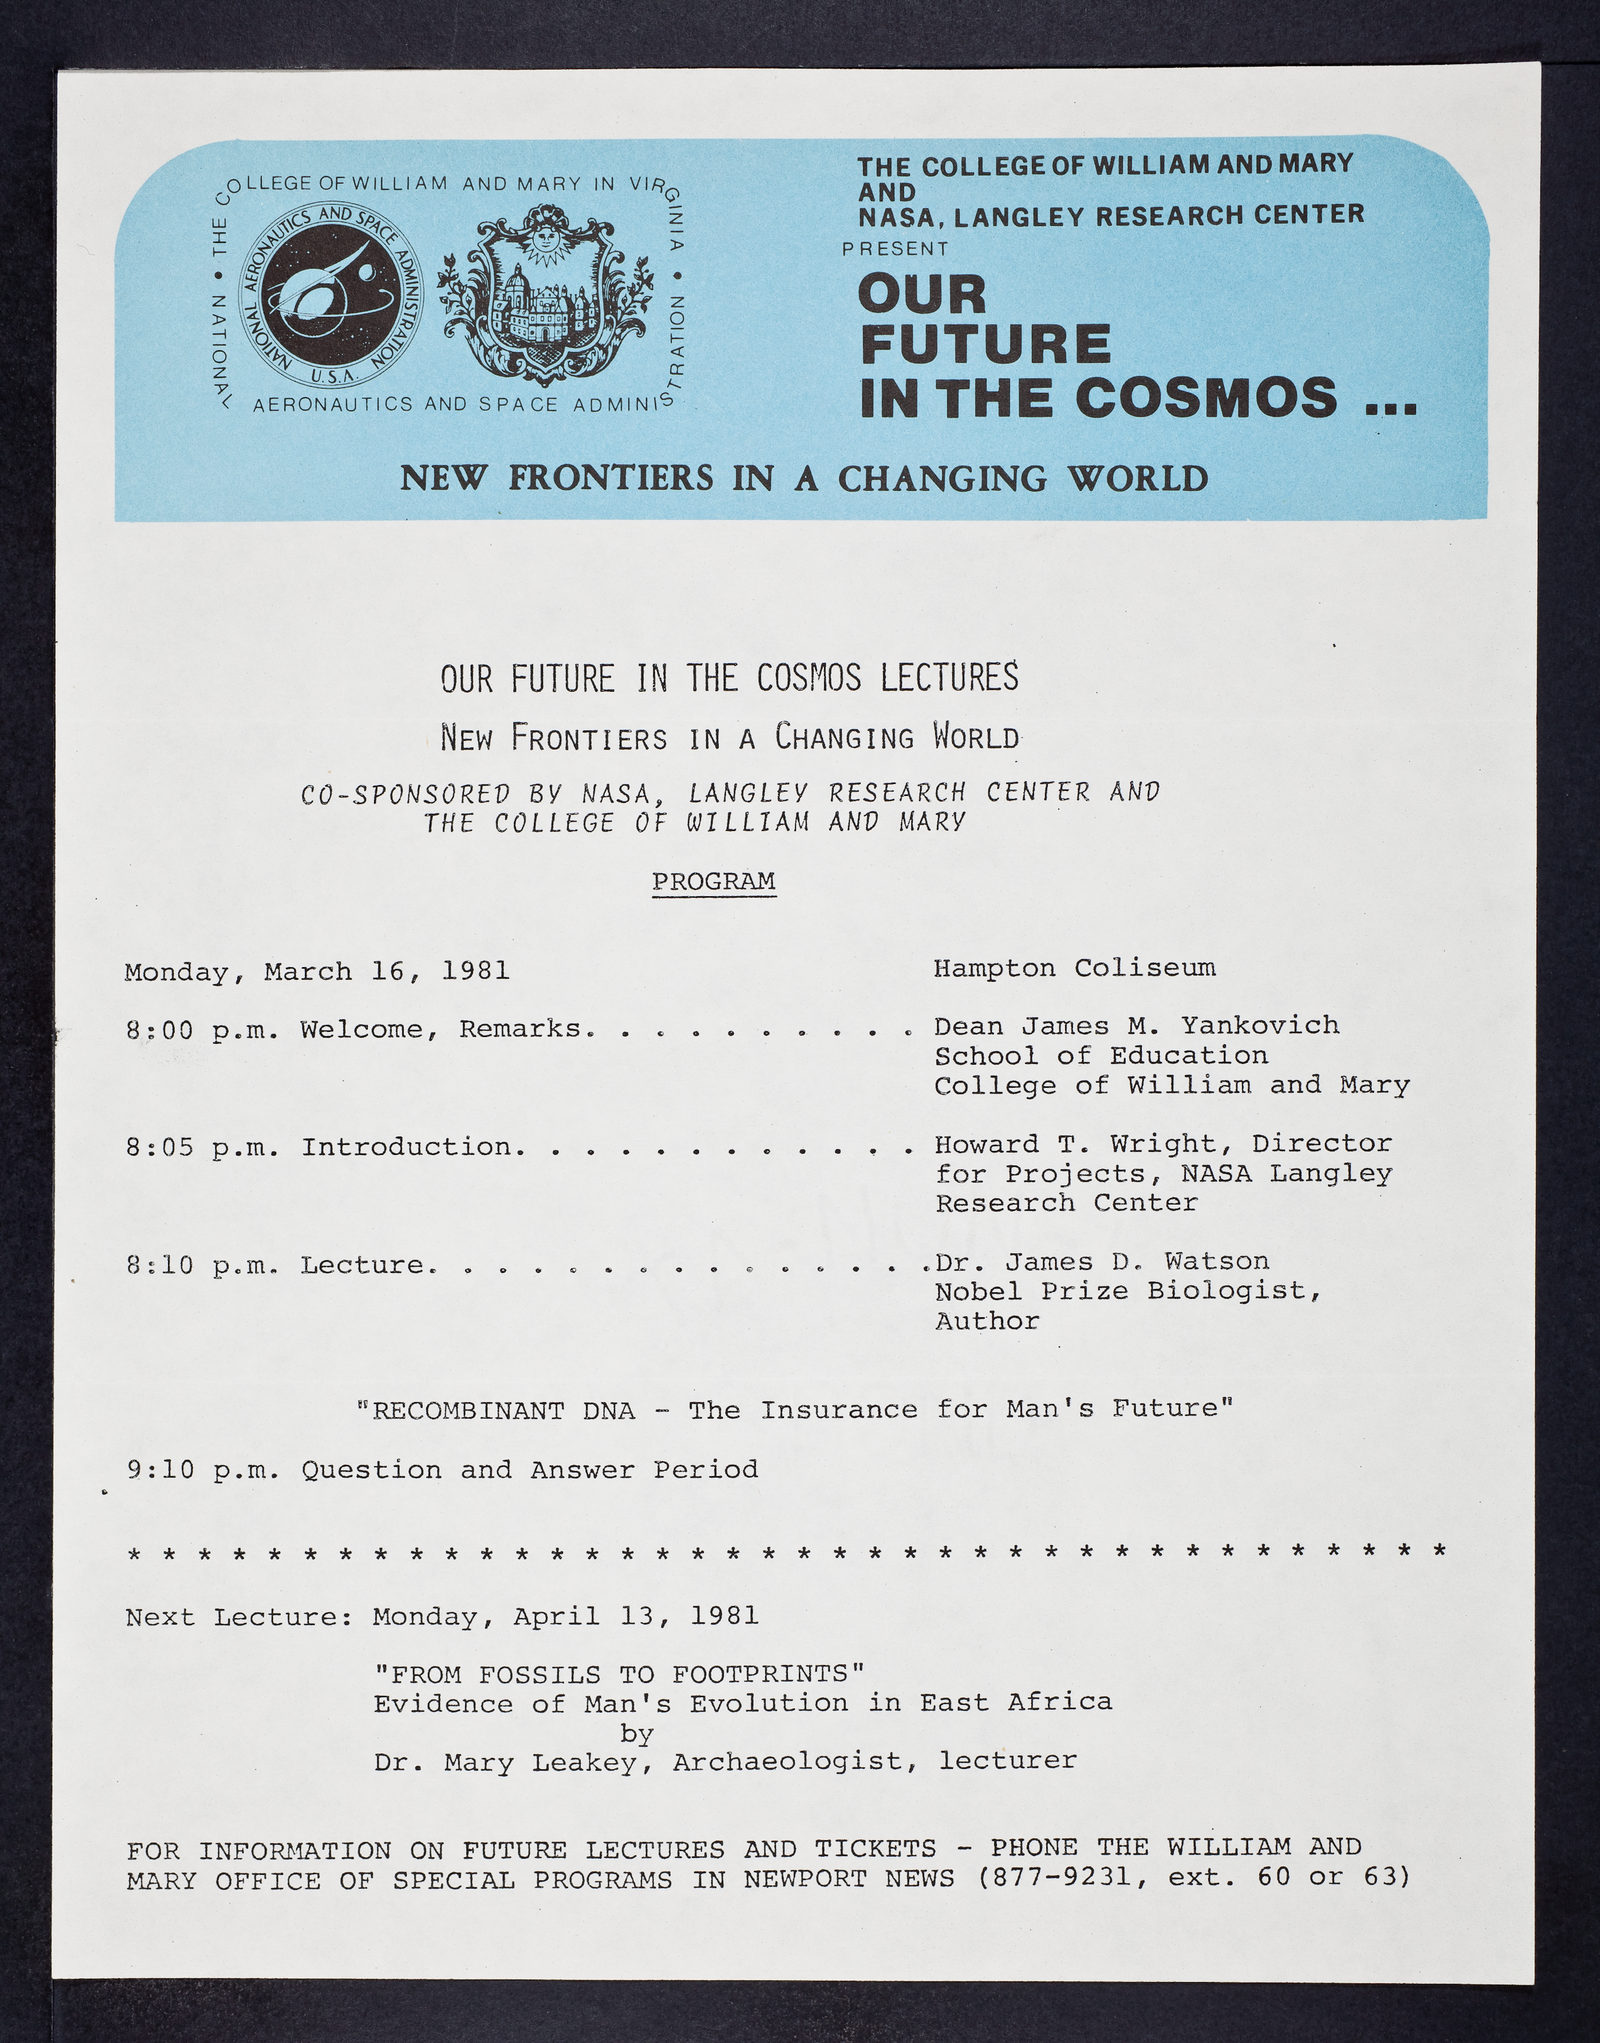 THE COLLEGE OF WILLIAM AND MARY IN VIRGINIA •
NATIONAL AERONAUTICS AND SPACE ADMINISTRATION •
NATIONAL AERONAUTICS AND SPACE ADMINISTRATION
U.S.A.
THE COLLEGE OF WILLIAM AND MARY
AND
NASA, LANGLEY RESEARCH CENTER
PRESENT
OUR
FUTURE
IN THE COSMOS ...
NEW FRONTIERS IN A CHANGING WORLD
OUR FUTURE IN THE COSMOS LECTURES
NEW FRONTIERS IN A CHANGING WORLD
CO-SPONSORED BY NASA, LANGLEY RESEARCH CENTER AND
THE COLLEGE OF WILLIAM AND MARY
PROGRAM
Monday, March 16, 1981 Hampton Coliseum
8:00 p.m. Welcome, Remarks. . . . . . . . . . Dean James M. Yankovich
School of Education
College of William and Mary
8:05 p.m. Introduction. . . . . . . . . . . . Howard T. Wright, Director
for Projects, NASA Langley
Research Center
8:10 p.m. Lecture. . . . . . . . . . . . . . .Dr. James D. Watson
Nobel Prize Biologist,
Author
"RECOMBINANT DNA - The Insurance for Man's Future"
9:10 p.m. Question and Answer Period
* * * * * * * * * * * * * * * * * * * * * * * * * * * * * * * * * * * * * *
Next Lecture: Monday, April 13, 1981
"FROM FOSSILS TO FOOTPRINTS"
Evidence of Man's Evolution in East Africa
by
Dr. Mary Leakey, Archaeologist, lecturer
FOR INFORMATION ON FUTURE LECTURES AND TICKETS - PHONE THE WILLIAM AND
MARY OFFICE OF SPECIAL PROGRAMS IN NEWPORT NEWS (877-9231, ext. 60 or 63)